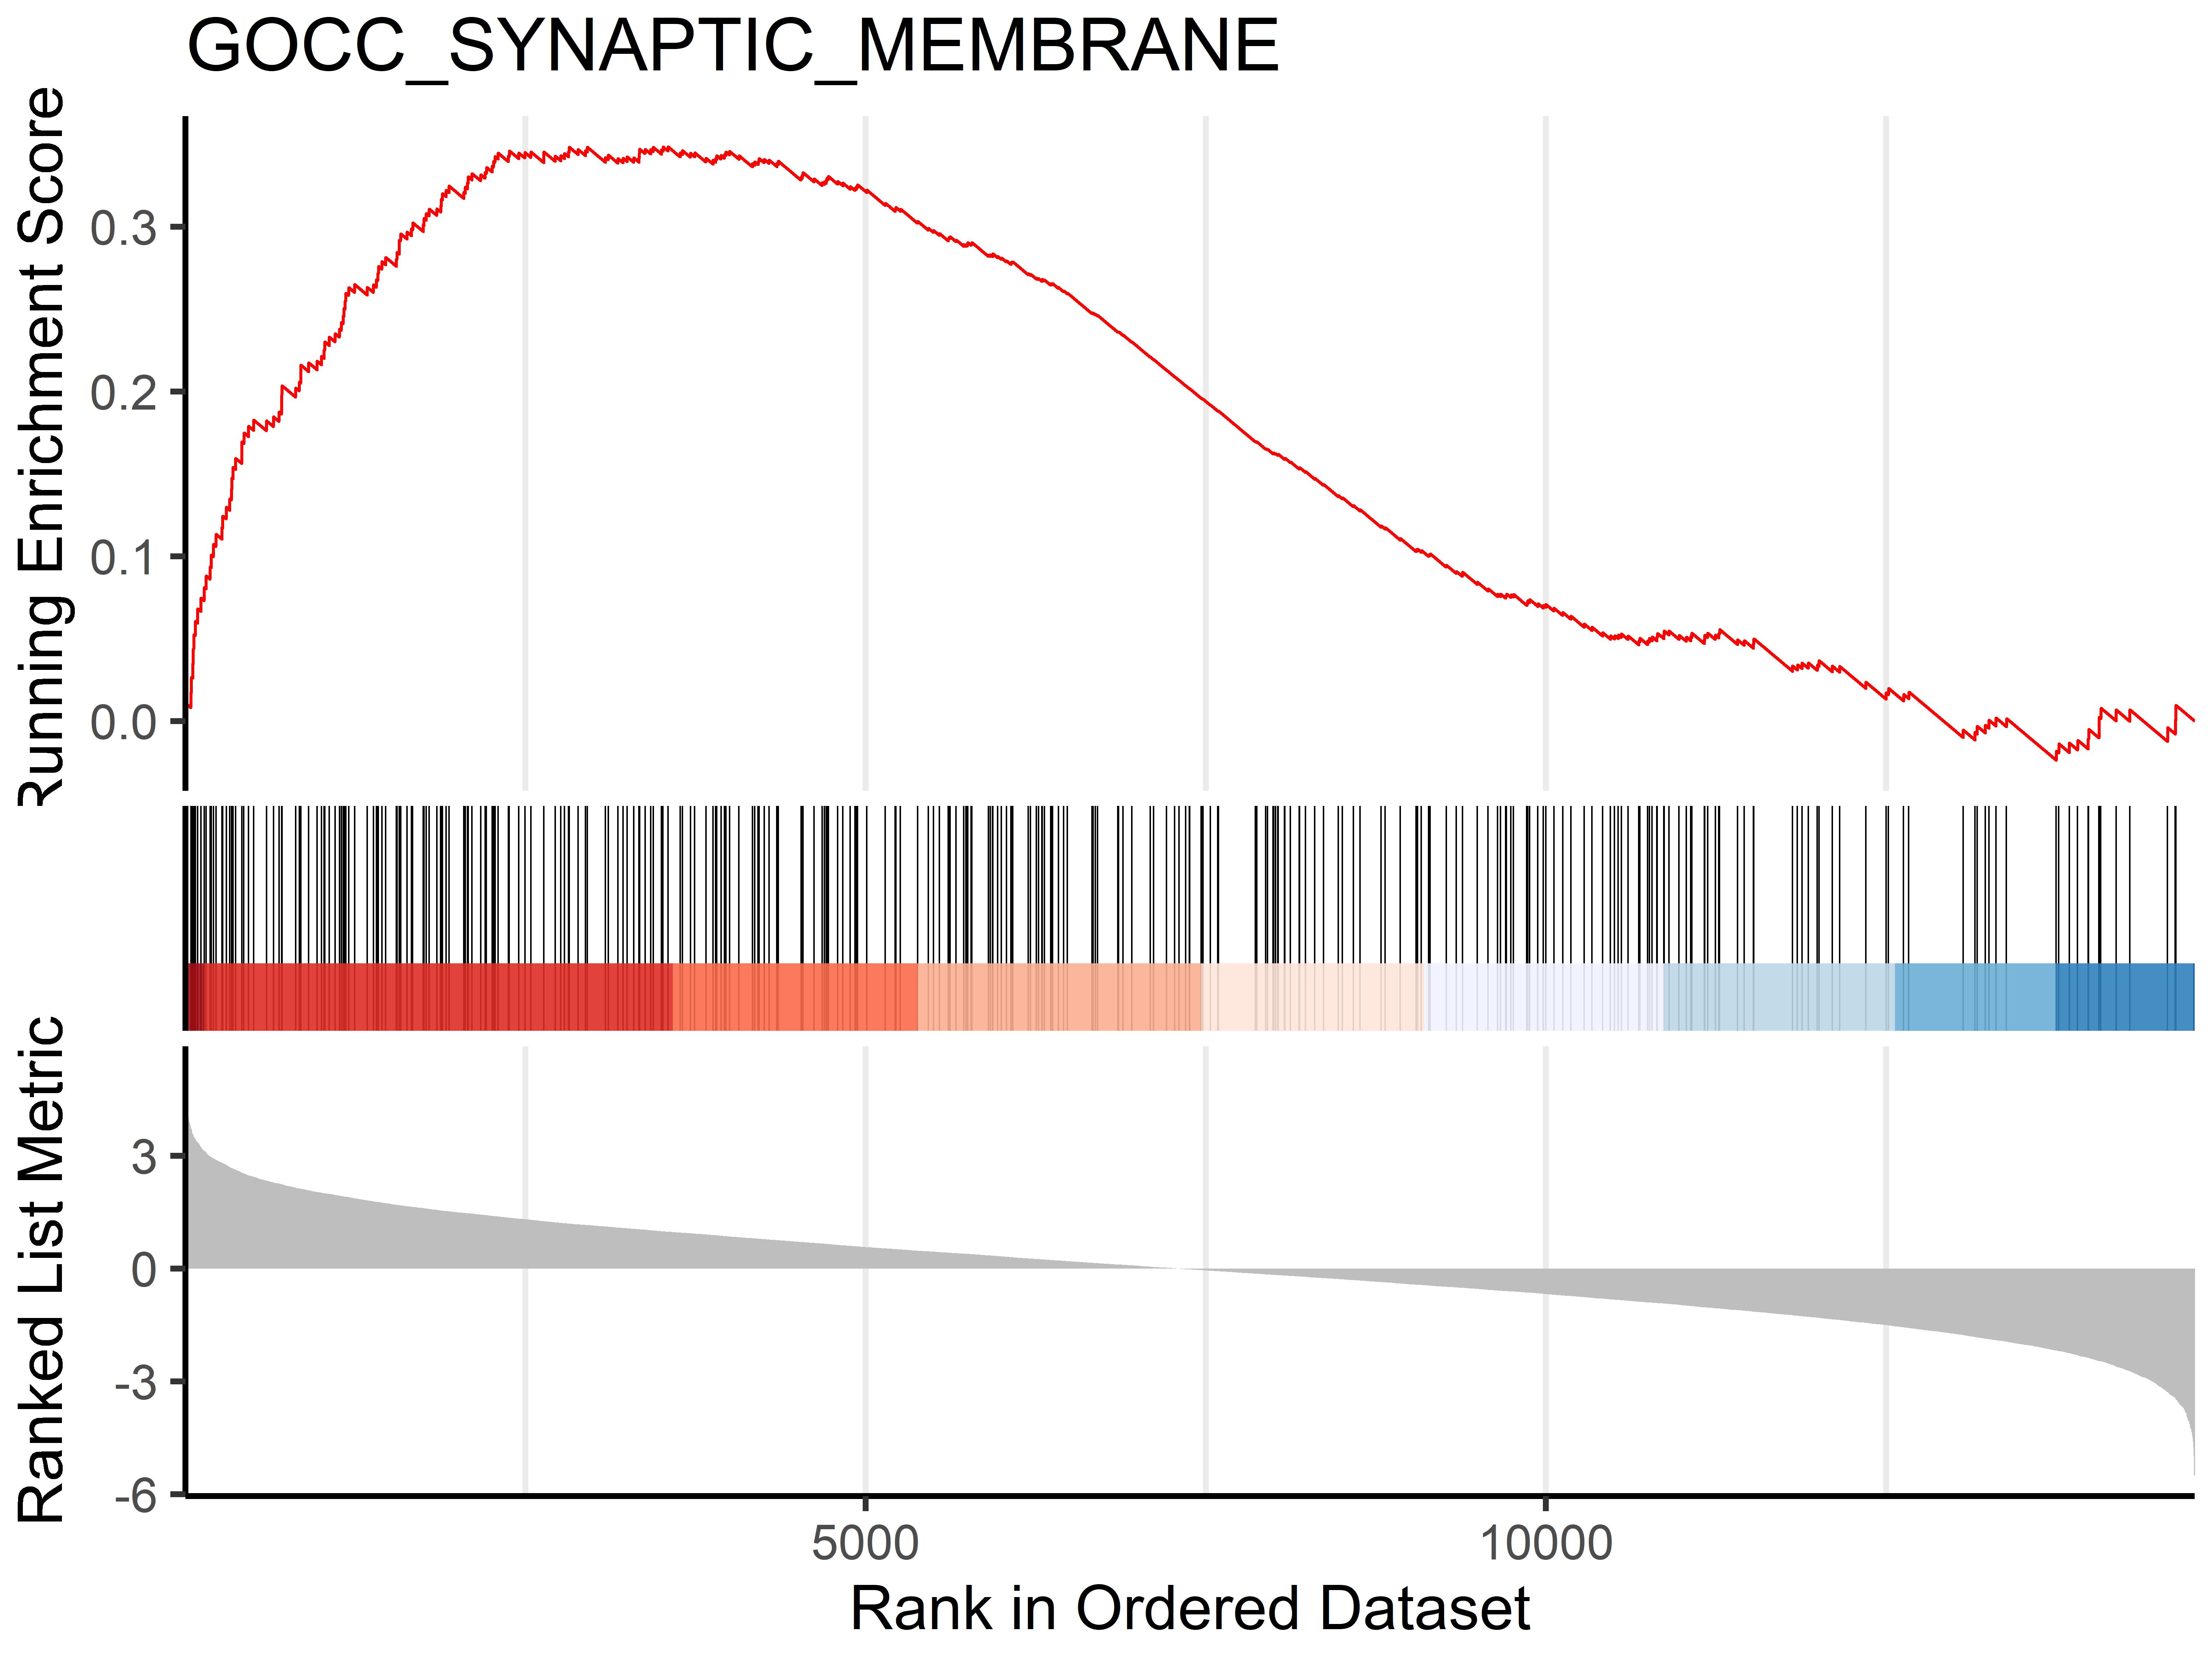 GOCC_SYNAPTIC_MEMBRANE
Running Enrichment Score
0.3
0.2
0.1
0.0
Ranked List Metric
3
0
-3
-6
5000
10000
Rank in Ordered Dataset